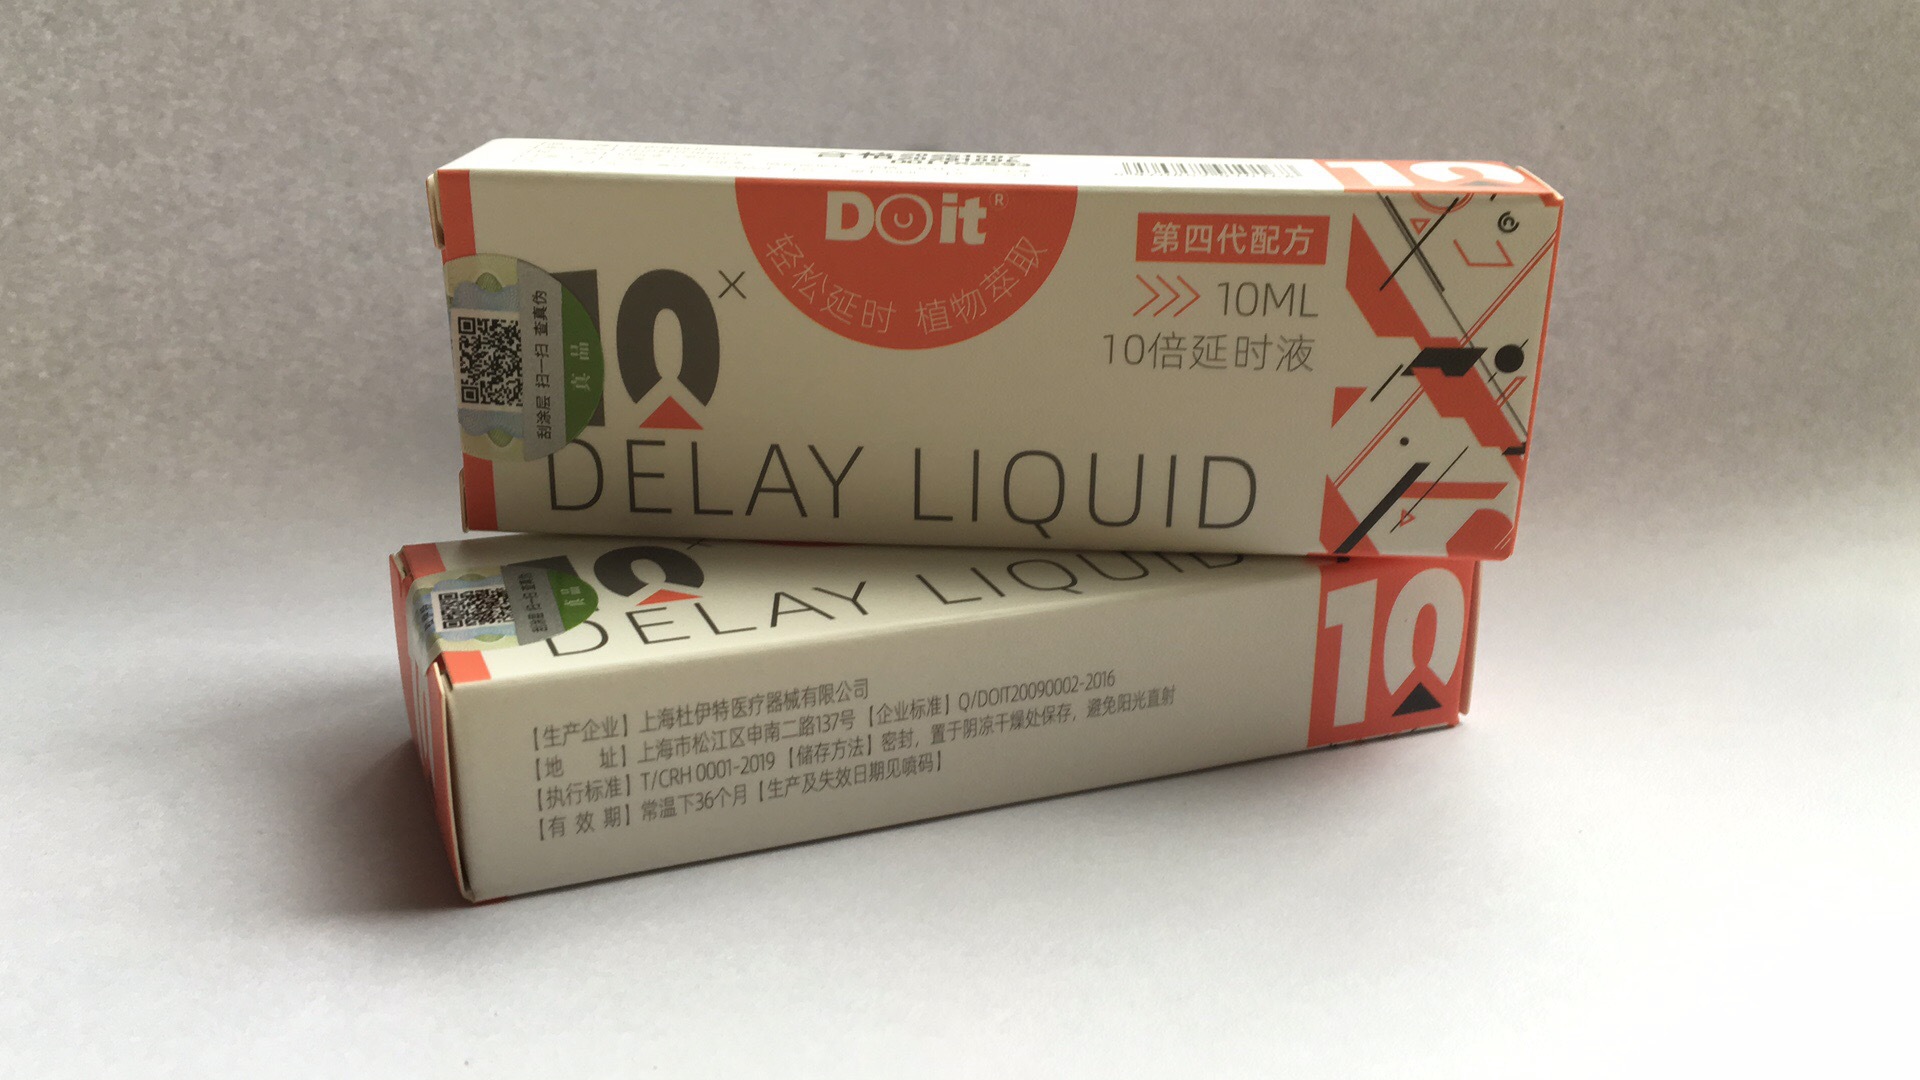 DOit®
轻松延时 植物萃取
第四代配方
10ML
10倍延时液
10×
DELAY LIQUID
刮涂层 扫一扫 查真伪
真品
10
DELAY LIQUID
真品
【生产企业】上海杜伊特医疗器械有限公司
【地 址】上海市松江区申南二路137号【企业标准】Q/DOIT20090002-2016
【执行标准】T/CRH 0001-2019【储存方法】密封，置于阴凉干燥处保存，避免阳光直射
【有 效 期】常温下36个月【生产及失效日期见喷码】
10